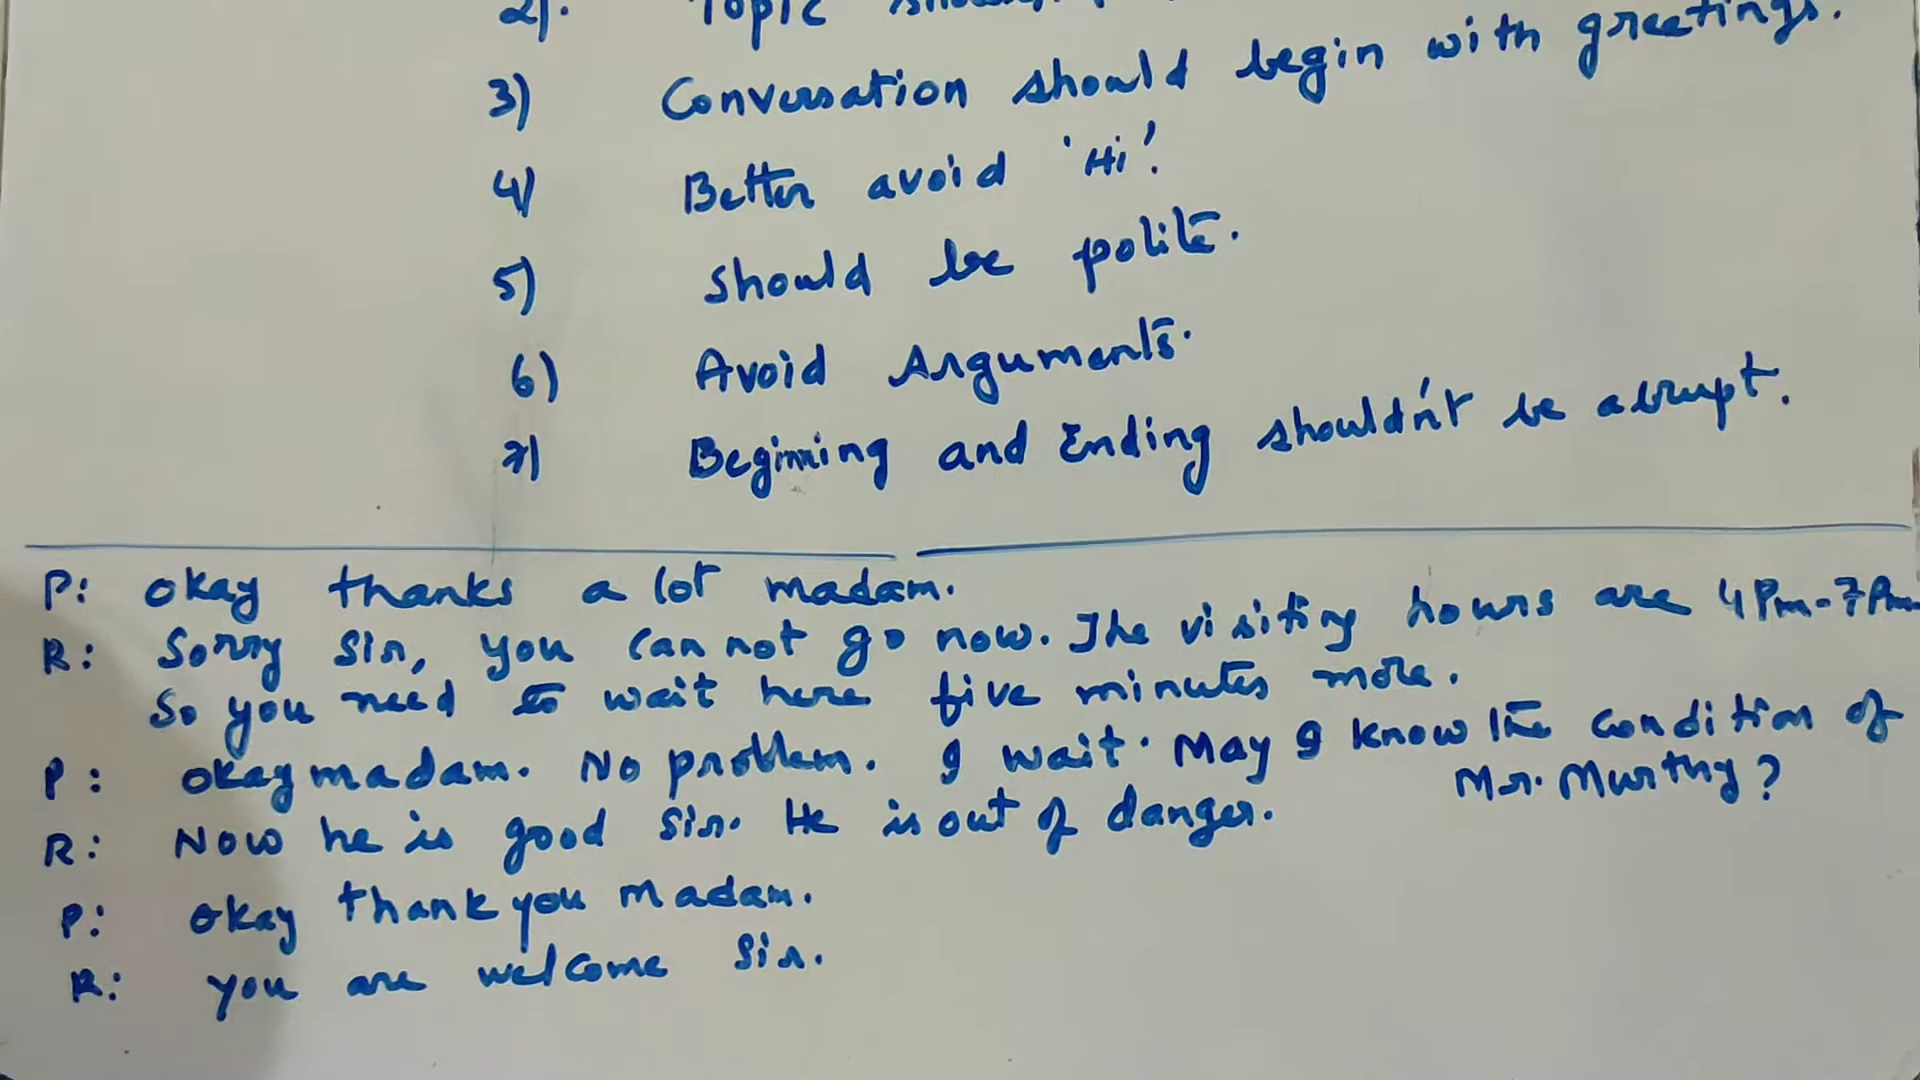 2). Topic
3) Conversation should begin with greetings.
4) Better avoid 'Hi'.
5) should be polite.
6) Avoid Arguments.
7) Beginning and Ending shouldn't be abrupt.
P: okay thanks a lot madam.
R: Sorry Sir, you can not go now. The visiting hours are 4Pm-7Pm.
So you need to wait here five minutes more.
P: okay madam. No problem. I wait. May I know the condition of
Mr. Murthy?
R: Now he is good Sir. He is out of danger.
P: okay thank you madam.
R: you are welcome Sir.